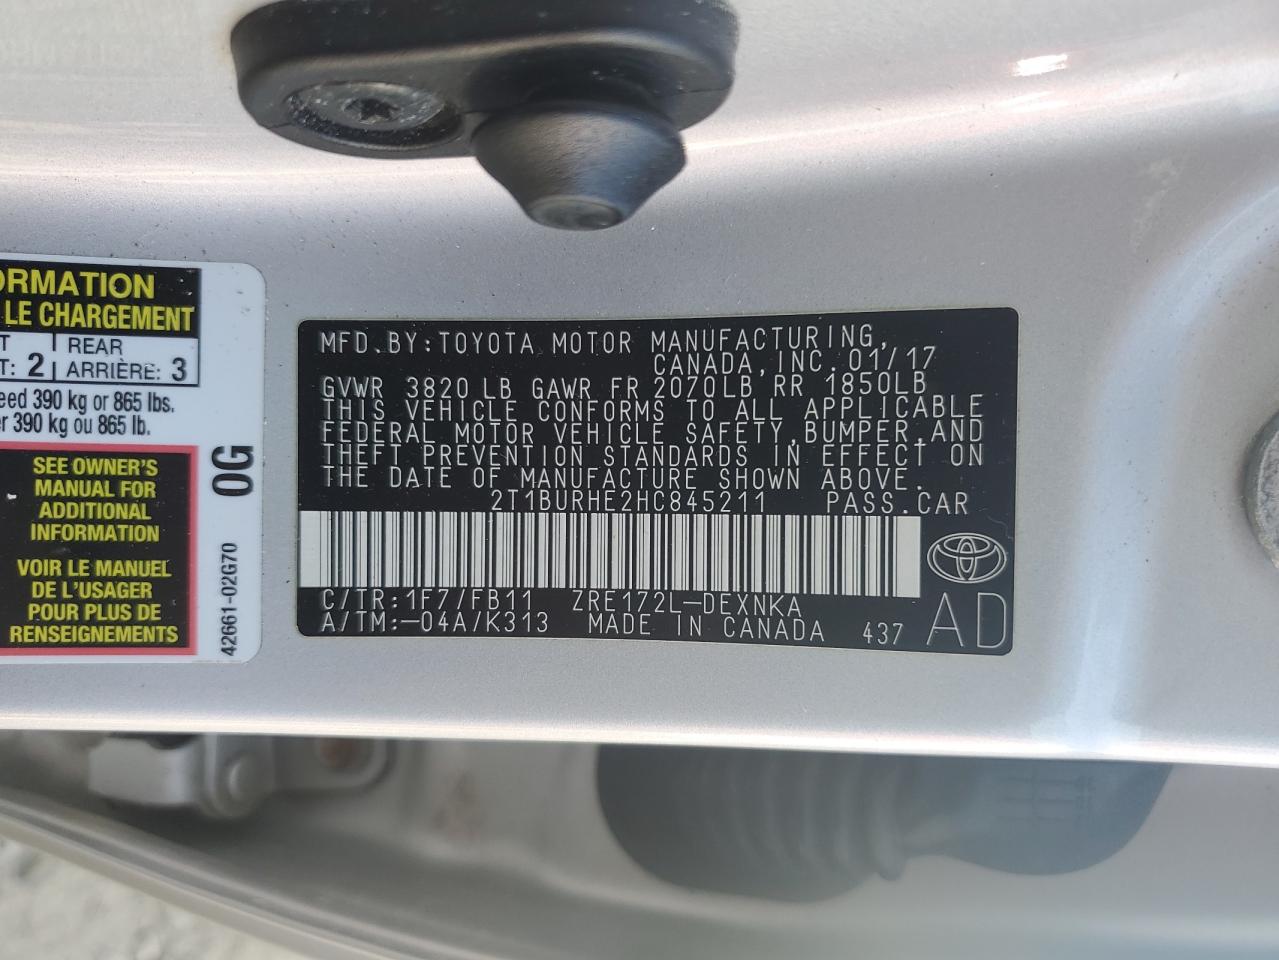 ORMATION
LE CHARGEMENT
T REAR
T: 2 ARRIÈRE: 3
eed 390 kg or 865 lbs.
r 390 kg ou 865 lb.
SEE OWNER'S
MANUAL FOR
ADDITIONAL
INFORMATION
VOIR LE MANUEL
DE L'USAGER
POUR PLUS DE
RENSEIGNEMENTS
0G
42661-02G70
MFD.BY:TOYOTA MOTOR MANUFACTURING,
CANADA,INC.01/17
GVWR 3820 LB GAWR FR 2070LB RR 1850LB
THIS VEHICLE CONFORMS TO ALL APPLICABLE
FEDERAL MOTOR VEHICLE SAFETY,BUMPER,AND
THEFT PREVENTION STANDARDS IN EFFECT ON
THE DATE OF MANUFACTURE SHOWN ABOVE.
2T1BURHE2HC845211 PASS.CAR
C/TR:1F7/FB11 ZRE172L-DEXNKA
A/TM:-04A/K313 MADE IN CANADA 437 AD